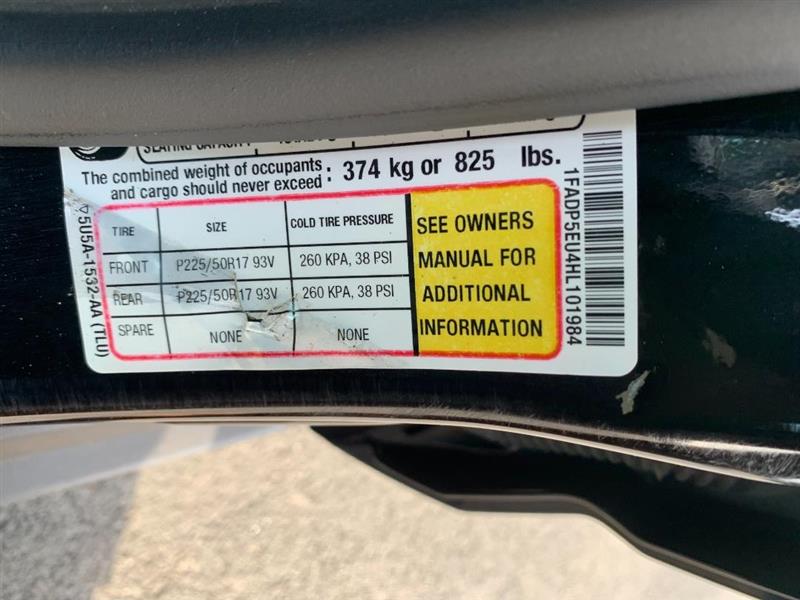 SEATING CAPACITY
The combined weight of occupants
and cargo should never exceed : 374 kg or 825 lbs.
TIRE SIZE COLD TIRE PRESSURE
FRONT P225/50R17 93V 260 KPA, 38 PSI
REAR P225/50R17 93V 260 KPA, 38 PSI
SPARE NONE NONE
SEE OWNERS
MANUAL FOR
ADDITIONAL
INFORMATION
5U5A-1532-AA (TLU)
1FADP5EU4HL101984